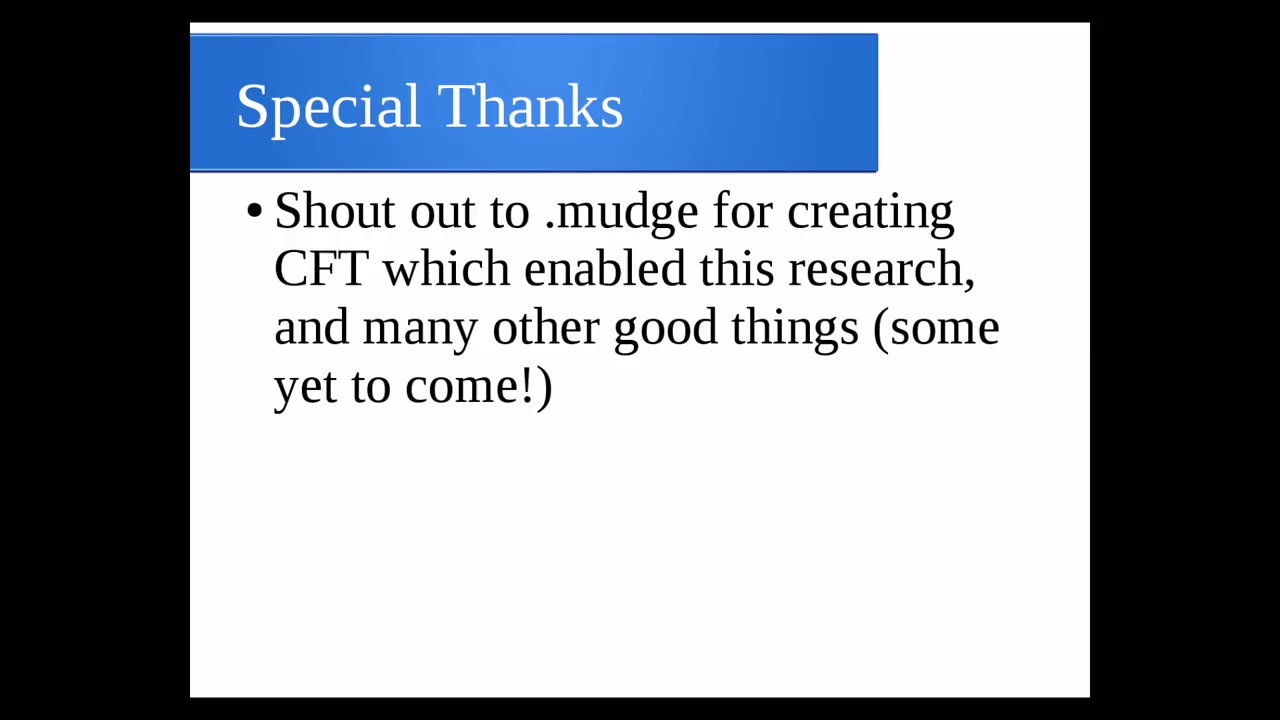 Special Thanks
• Shout out to .mudge for creating
CFT which enabled this research,
and many other good things (some
yet to come!)